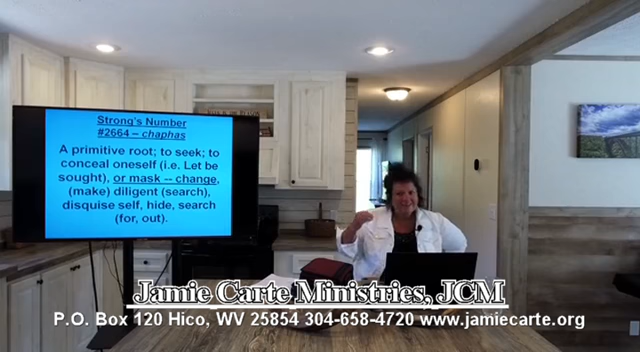 Strong's Number
#2664 – chaphas
A primitive root; to seek; to
conceal oneself (i.e. Let be
sought), or mask -- change,
(make) diligent (search),
disquise self, hide, search
(for, out).
Jamie Carte Ministries, JCM
P.O. Box 120 Hico, WV 25854 304-658-4720 www.jamiecarte.org